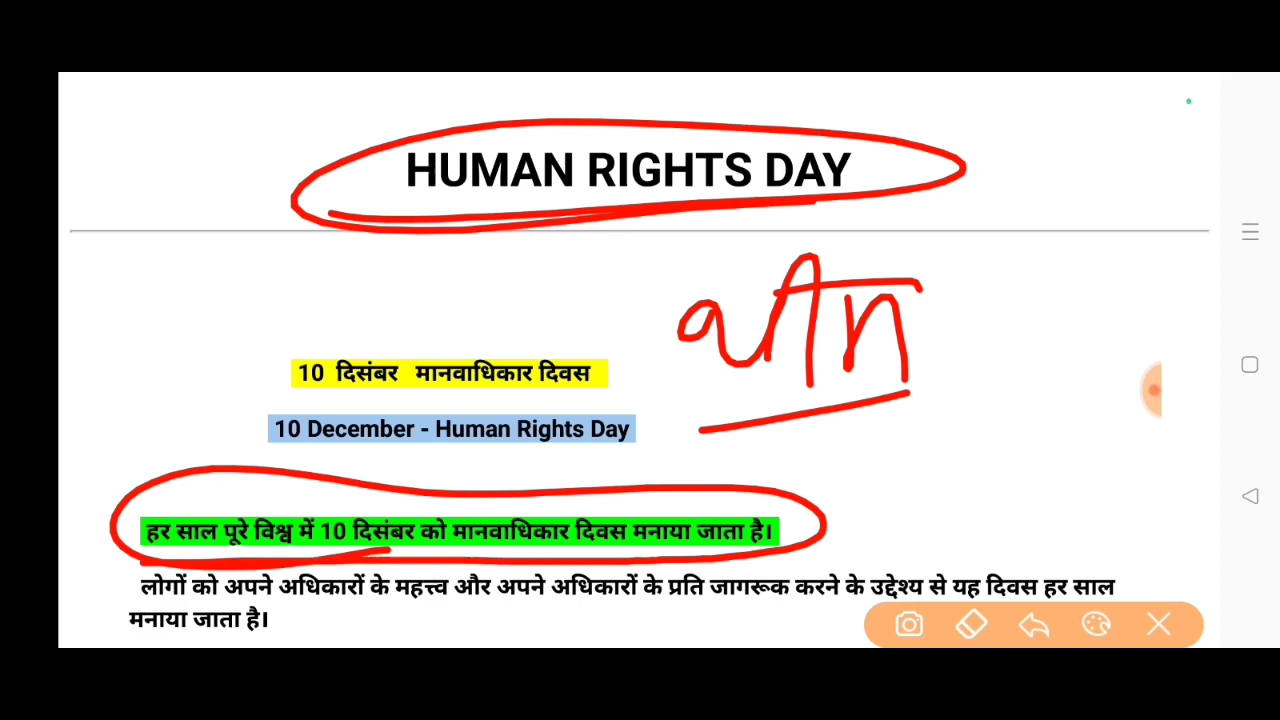 HUMAN RIGHTS DAY
10 दिसंबर मानवाधिकार दिवस
10 December - Human Rights Day
हर साल पूरे विश्व में 10 दिसंबर को मानवाधिकार दिवस मनाया जाता है।
लोगों को अपने अधिकारों के महत्त्व और अपने अधिकारों के प्रति जागरूक करने के उद्देश्य से यह दिवस हर साल
मनाया जाता है।